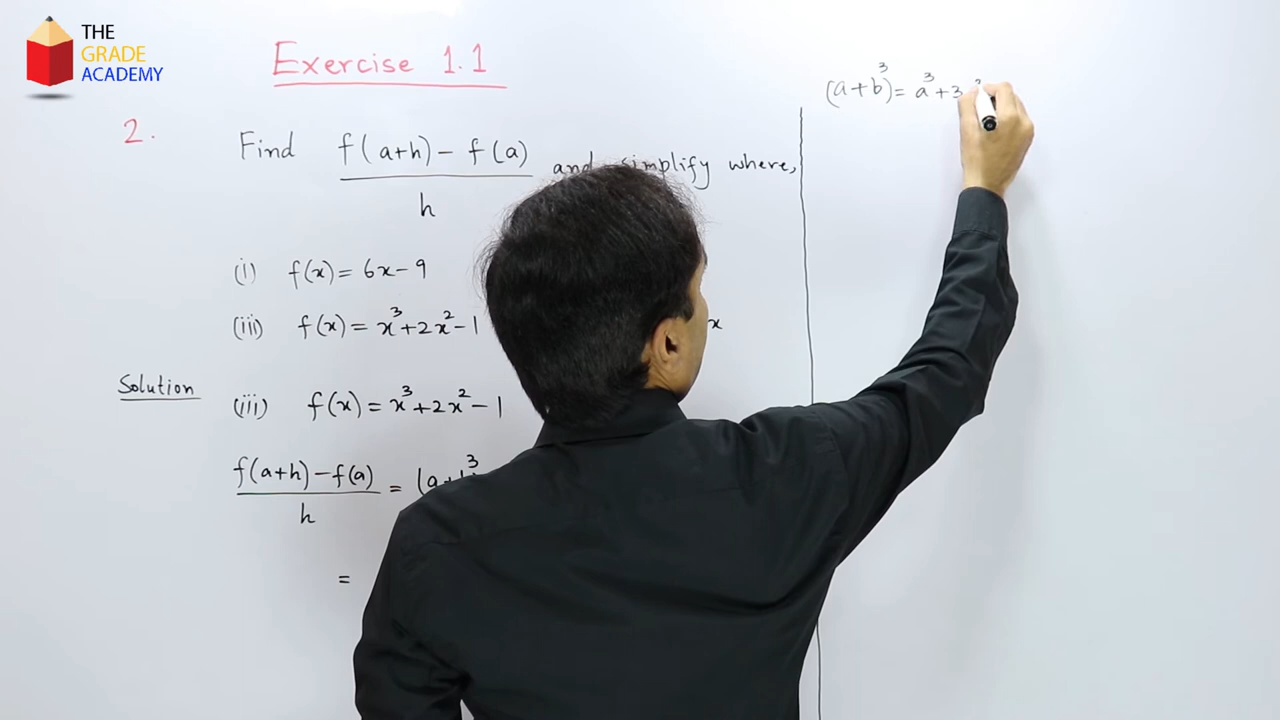 THE
GRADE
ACADEMY
Exercise 1.1
(a+b)³ = a³+3
2.
Find f(a+h) − f(a) / h and simplify where,
(i) f(x) = 6x − 9
(iii) f(x) = x³+2x²−1
x
Solution (iii) f(x) = x³+2x²−1
f(a+h) − f(a) / h = (a+ ³
=